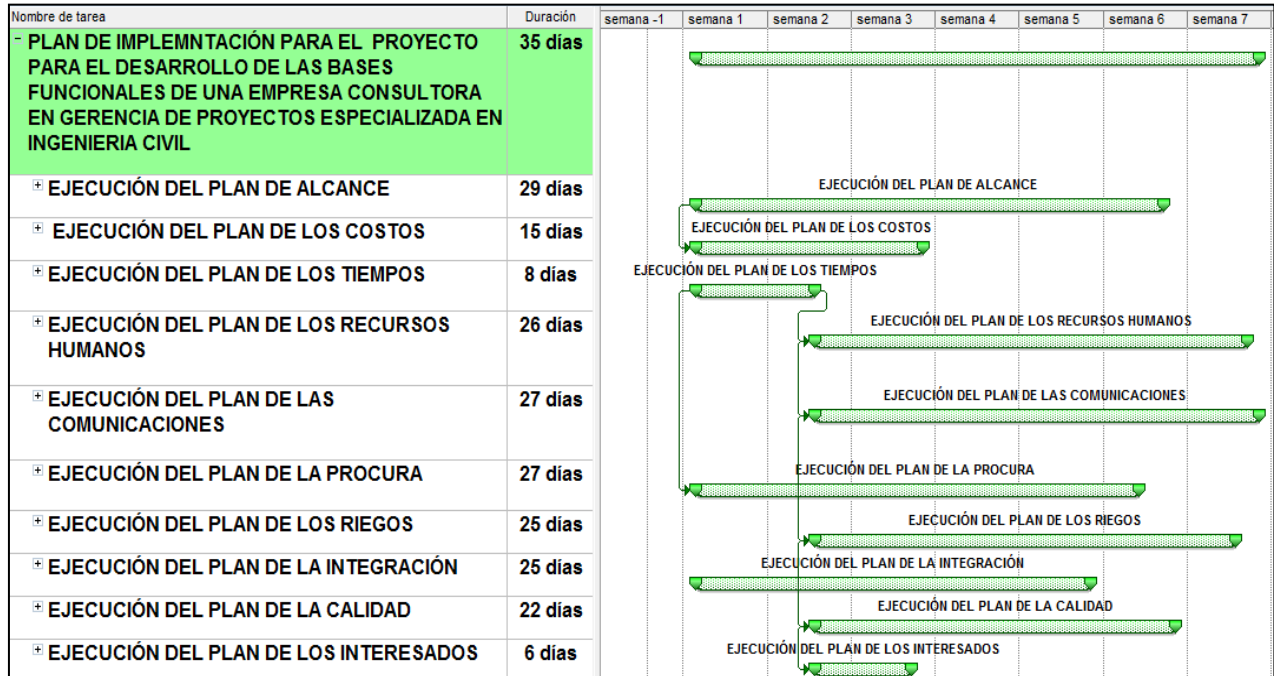 Nombre de tarea Duración semana -1 semana 1 semana 2 semana 3 semana 4 semana 5 semana 6 semana 7
PLAN DE IMPLEMNTACIÓN PARA EL PROYECTO 35 días
PARA EL DESARROLLO DE LAS BASES
FUNCIONALES DE UNA EMPRESA CONSULTORA
EN GERENCIA DE PROYECTOS ESPECIALIZADA EN
INGENIERIA CIVIL
EJECUCIÓN DEL PLAN DE ALCANCE 29 días EJECUCIÓN DEL PLAN DE ALCANCE
EJECUCIÓN DEL PLAN DE LOS COSTOS 15 días EJECUCIÓN DEL PLAN DE LOS COSTOS
EJECUCIÓN DEL PLAN DE LOS TIEMPOS 8 días EJECUCIÓN DEL PLAN DE LOS TIEMPOS
EJECUCIÓN DEL PLAN DE LOS RECURSOS 26 días EJECUCIÓN DEL PLAN DE LOS RECURSOS HUMANOS
HUMANOS
EJECUCIÓN DEL PLAN DE LAS 27 días EJECUCIÓN DEL PLAN DE LAS COMUNICACIONES
COMUNICACIONES
EJECUCIÓN DEL PLAN DE LA PROCURA 27 días EJECUCIÓN DEL PLAN DE LA PROCURA
EJECUCIÓN DEL PLAN DE LOS RIEGOS 25 días EJECUCIÓN DEL PLAN DE LOS RIEGOS
EJECUCIÓN DEL PLAN DE LA INTEGRACIÓN 25 días EJECUCIÓN DEL PLAN DE LA INTEGRACIÓN
EJECUCIÓN DEL PLAN DE LA CALIDAD 22 días EJECUCIÓN DEL PLAN DE LA CALIDAD
EJECUCIÓN DEL PLAN DE LOS INTERESADOS 6 días EJECUCIÓN DEL PLAN DE LOS INTERESADOS